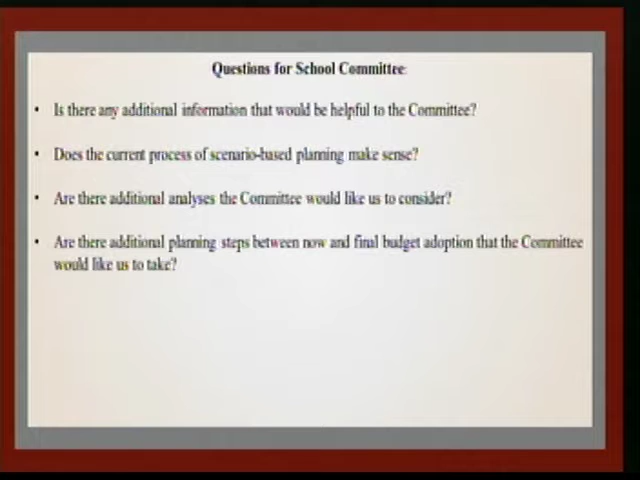 Questions for School Committee
• Is there any additional information that would be helpful to the Committee?
• Does the current process of scenario-based planning make sense?
• Are there additional analyses the Committee would like us to consider?
• Are there additional planning steps between now and final budget adoption that the Committee
would like us to take?